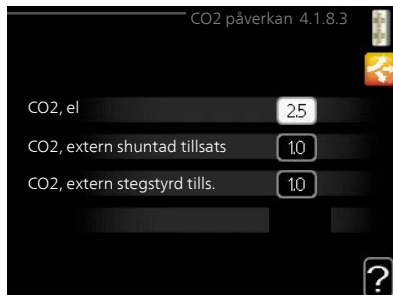 CO2 påverkan 4.1.8.3
CO2, el 2.5
CO2, extern shuntad tillsats 1.0
CO2, extern stegstyrd tills. 1.0
?